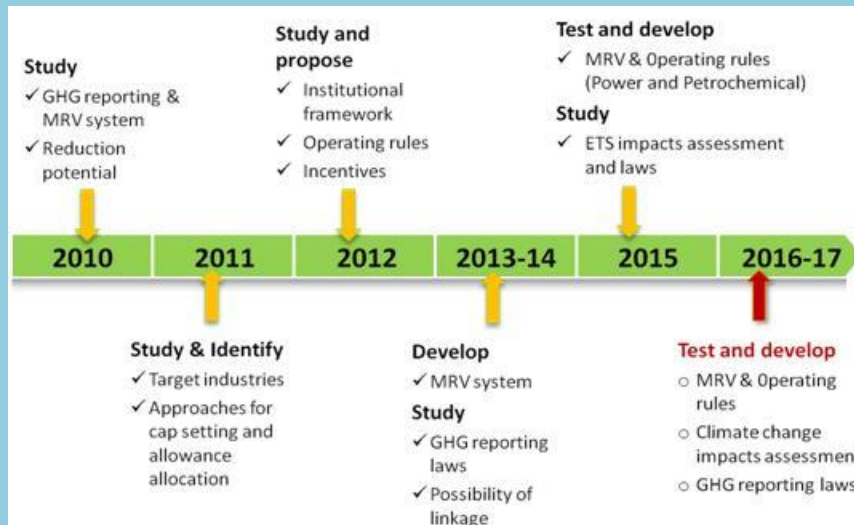 Study
✓ GHG reporting &
MRV system
✓ Reduction
potential
Study and
propose
✓ Institutional
framework
✓ Operating rules
✓ Incentives
Test and develop
✓ MRV & 0perating rules
(Power and Petrochemical)
Study
✓ ETS impacts assessment
and laws
2010
2011
2012
2013-14
2015
2016-17
Study & Identify
✓ Target industries
✓ Approaches for
cap setting and
allowance
allocation
Develop
✓ MRV system
Study
✓ GHG reporting
laws
✓ Possibility of
linkage
Test and develop
○ MRV & 0perating
rules
○ Climate change
impacts assessmen
○ GHG reporting laws